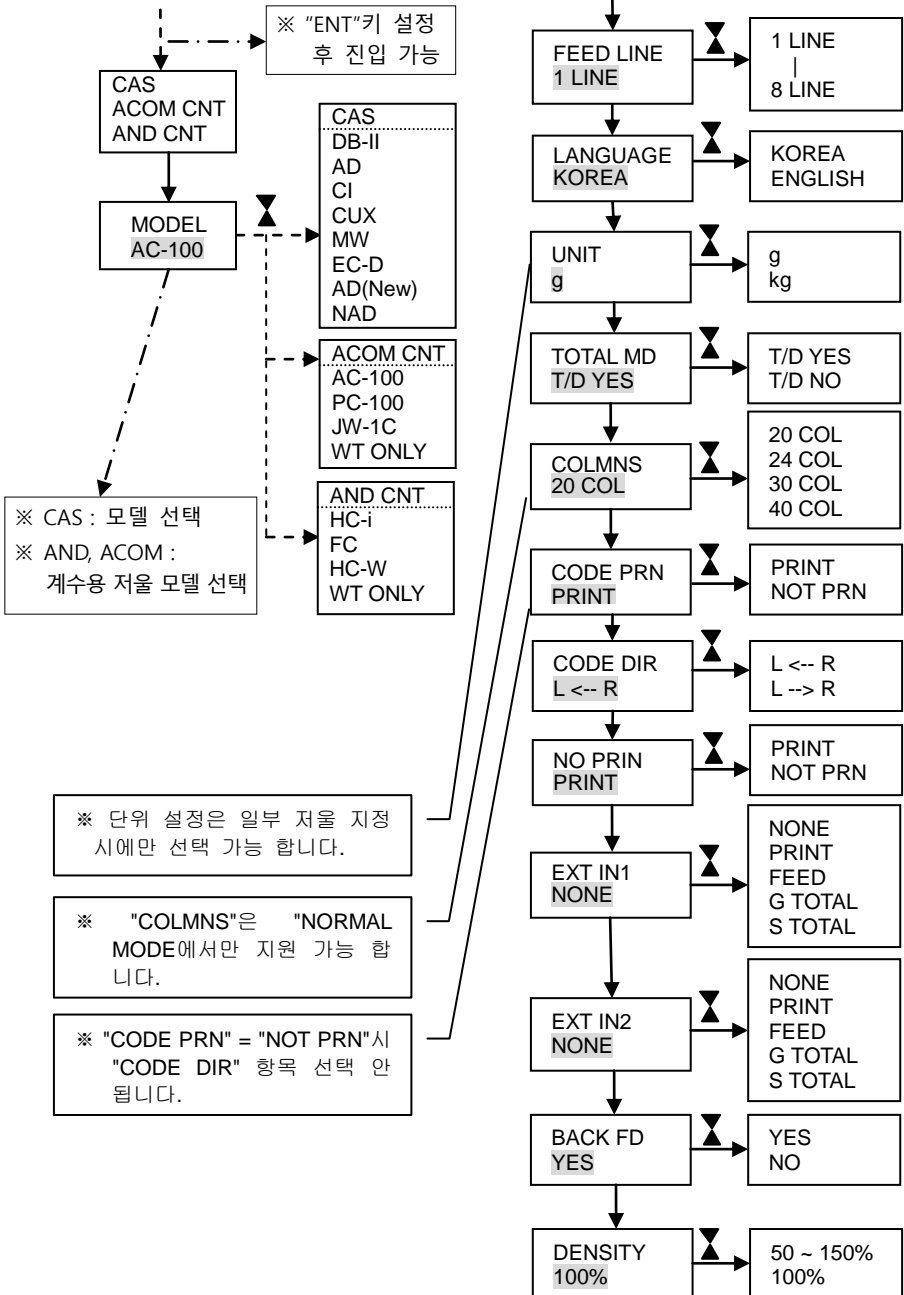 ※ "ENT"키 설정
후 진입 가능
CAS
ACOM CNT
AND CNT
MODEL
AC-100
CAS
DB-II
AD
CI
CUX
MW
EC-D
AD(New)
NAD
ACOM CNT
AC-100
PC-100
JW-1C
WT ONLY
AND CNT
HC-i
FC
HC-W
WT ONLY
※ CAS : 모델 선택
※ AND, ACOM :
계수용 저울 모델 선택
※ 단위 설정은 일부 저울 지정
시에만 선택 가능 합니다.
※ "COLMNS"은 "NORMAL
MODE에서만 지원 가능 합
니다.
※ "CODE PRN" = "NOT PRN"시
"CODE DIR" 항목 선택 안
됩니다.
FEED LINE
1 LINE
1 LINE
|
8 LINE
LANGUAGE
KOREA
KOREA
ENGLISH
UNIT
g
g
kg
TOTAL MD
T/D YES
T/D YES
T/D NO
COLMNS
20 COL
20 COL
24 COL
30 COL
40 COL
CODE PRN
PRINT
PRINT
NOT PRN
CODE DIR
L <-- R
L <-- R
L --> R
NO PRIN
PRINT
PRINT
NOT PRN
EXT IN1
NONE
NONE
PRINT
FEED
G TOTAL
S TOTAL
EXT IN2
NONE
NONE
PRINT
FEED
G TOTAL
S TOTAL
BACK FD
YES
YES
NO
DENSITY
100%
50 ~ 150%
100%